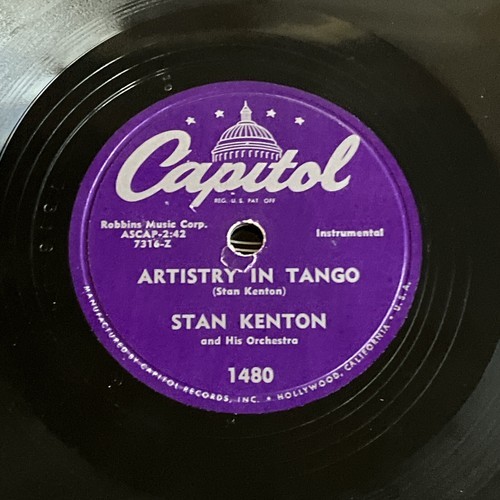 Capitol
REG. U. S. PAT. OFF
Robbins Music Corp.
ASCAP-2:42
7316-Z
Instrumental
ARTISTRY IN TANGO
(Stan Kenton)
STAN KENTON
and His Orchestra
1480
MANUFACTURED BY CAPITOL RECORDS, INC. • HOLLYWOOD, CALIFORNIA • U.S.A.